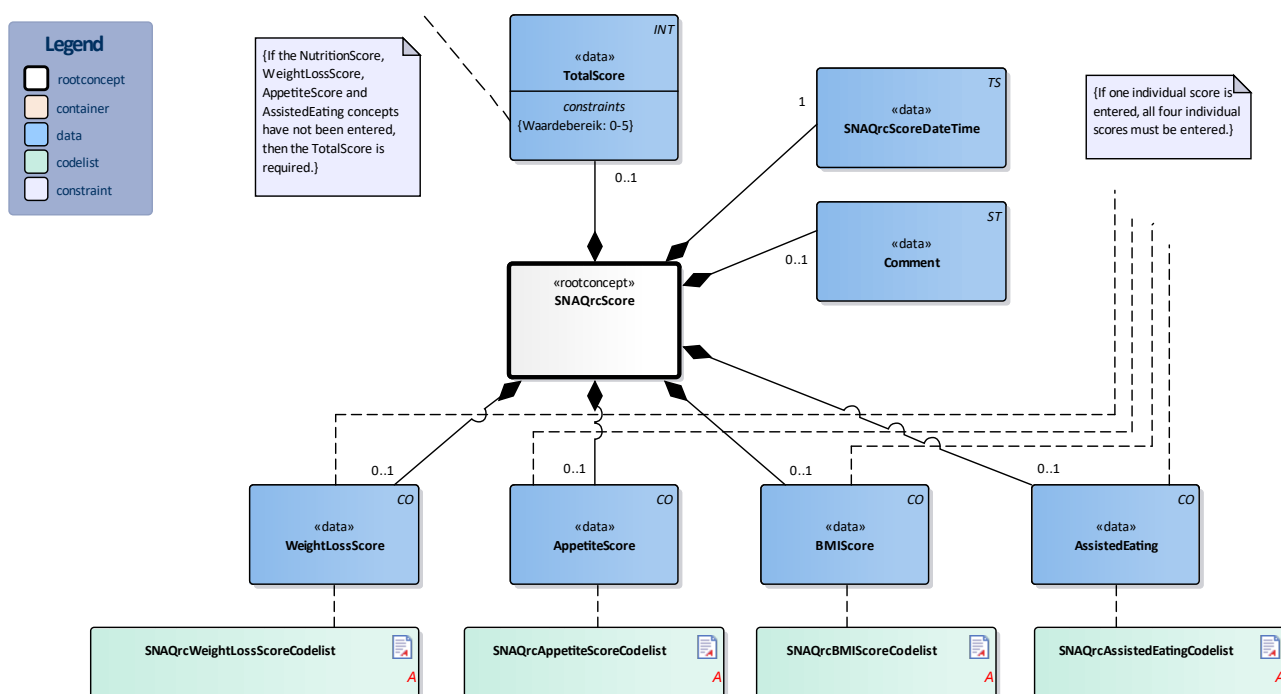 Legend
rootconcept
container
data
codelist
constraint
{If the NutritionScore,
WeightLossScore,
AppetiteScore and
AssistedEating concepts
have not been entered,
then the TotalScore is
required.}
INT
«data»
TotalScore
constraints
{Waardebereik: 0-5}
0..1
TS
«data»
SNAQrcScoreDateTime
1
ST
«data»
Comment
0..1
{If one individual score is
entered, all four individual
scores must be entered.}
«rootconcept»
SNAQrcScore
0..1
0..1
0..1
0..1
CO
«data»
WeightLossScore
CO
«data»
AppetiteScore
CO
«data»
BMIScore
CO
«data»
AssistedEating
SNAQrcWeightLossScoreCodelist
A
SNAQrcAppetiteScoreCodelist
A
SNAQrcBMIScoreCodelist
A
SNAQrcAssistedEatingCodelist
A